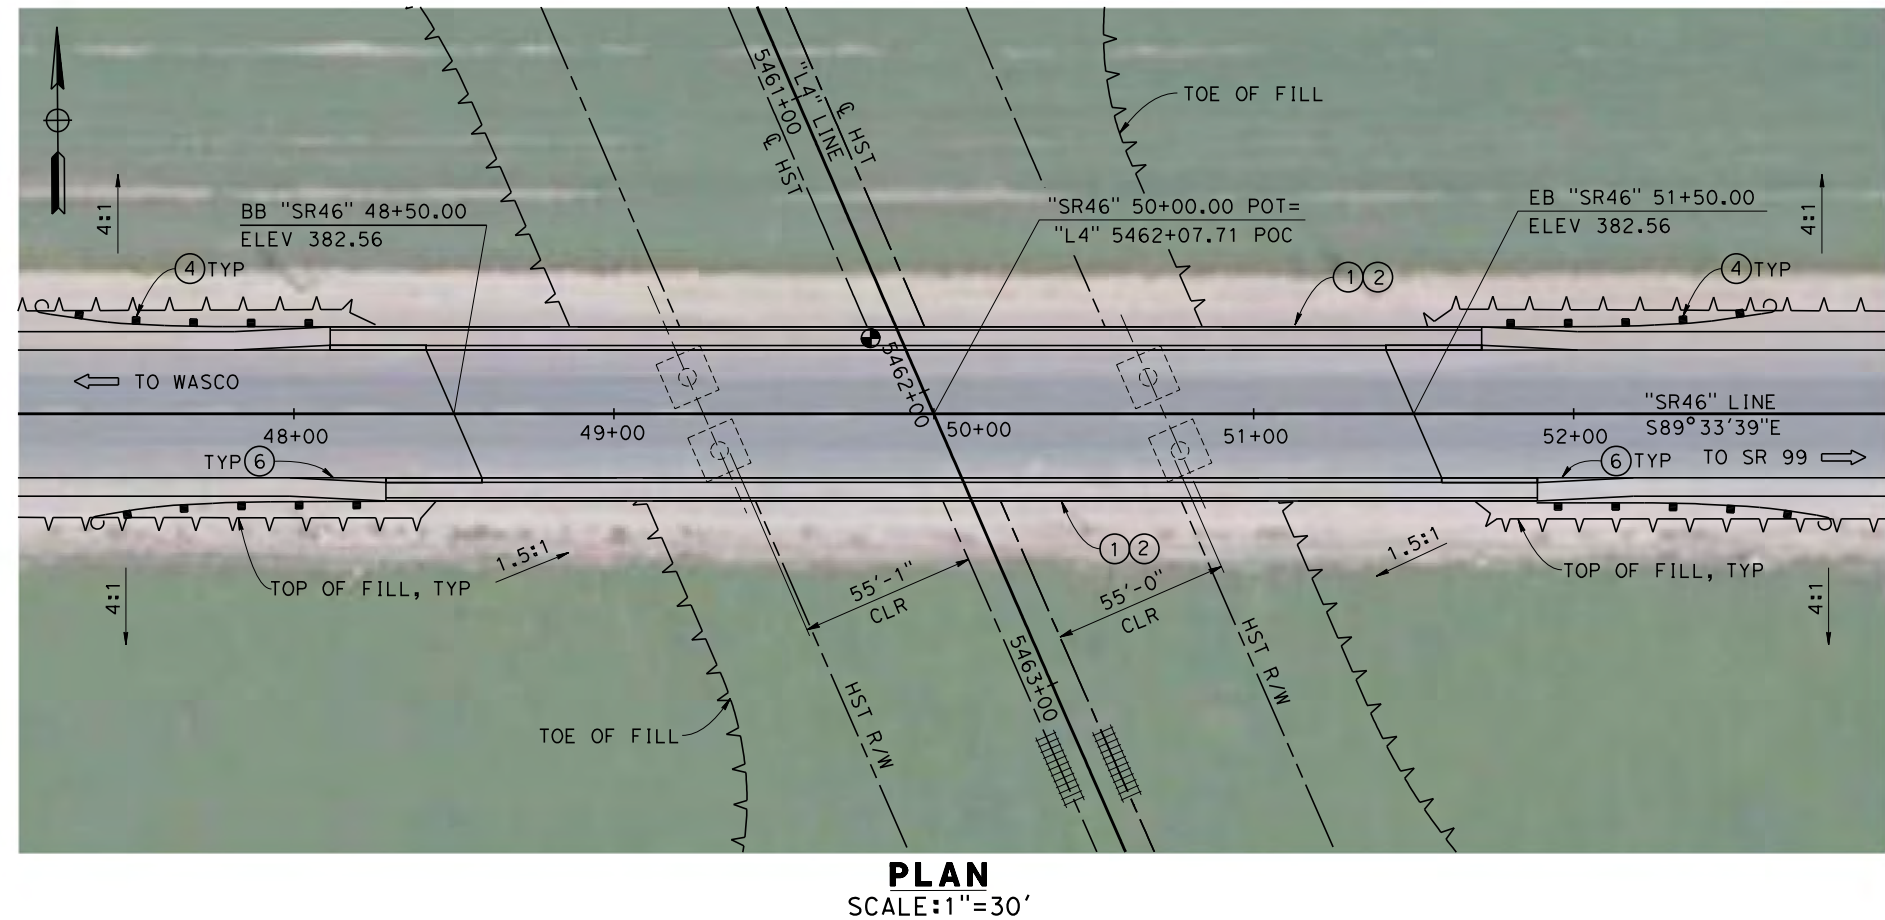 TOE OF FILL
5461+00
"L4" LINE
℄ HST
℄ HST
4:1
4:1
BB "SR46" 48+50.00
ELEV 382.56
"SR46" 50+00.00 POT=
"L4" 5462+07.71 POC
EB "SR46" 51+50.00
ELEV 382.56
4 TYP
1 2
4 TYP
TO WASCO
5462+00
"SR46" LINE
S89°33'39"E
48+00
49+00
50+00
51+00
52+00
TYP 6
6 TYP
TO SR 99
1.5:1
1 2
1.5:1
TOP OF FILL, TYP
TOP OF FILL, TYP
4:1
4:1
55'-1"
CLR
55'-0"
CLR
5463+00
HST R/W
HST R/W
TOE OF FILL
PLAN
SCALE:1"=30'